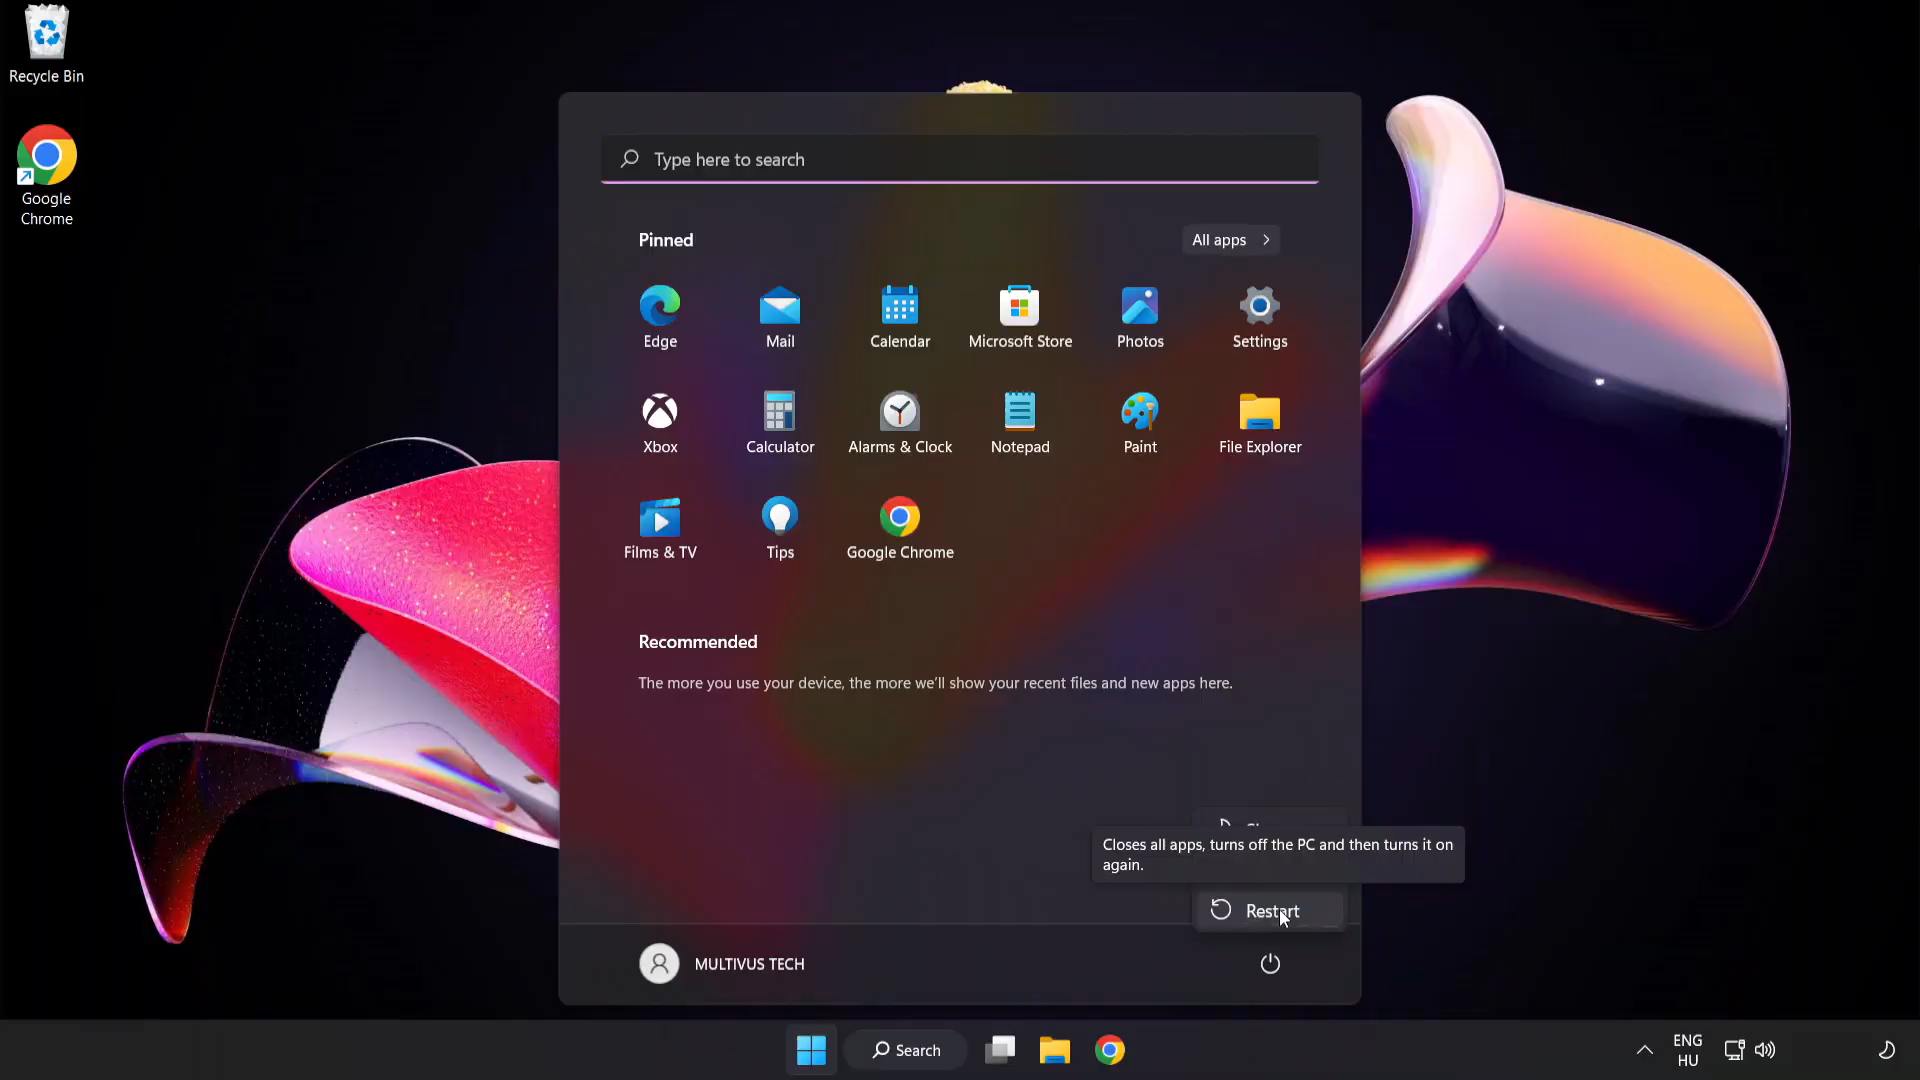 Recycle Bin
Google
Chrome
Type here to search
Pinned
All apps
Edge
Mail
Calendar
Microsoft Store
Photos
Settings
Xbox
Calculator
Alarms & Clock
Notepad
Paint
File Explorer
Films & TV
Tips
Google Chrome
Recommended
The more you use your device, the more we'll show your recent files and new apps here.
Closes all apps, turns off the PC and then turns it on
again.
Restart
MULTIVUS TECH
Search
ENG
HU